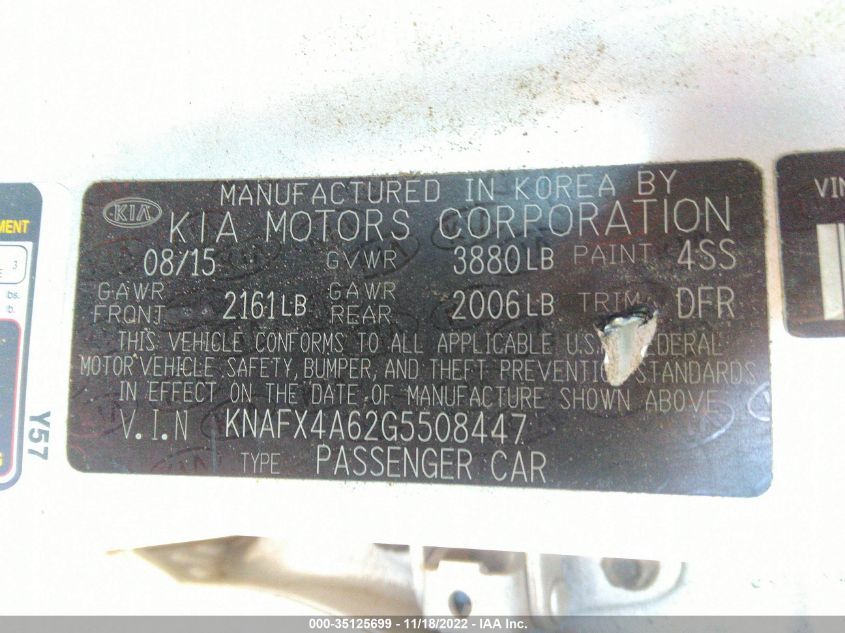 MANUFACTURED IN KOREA BY
KIA
KIA MOTORS CORPORATION
08/15 GVWR 3880LB PAINT 4SS
GAWR FRONT 2161LB GAWR REAR 2006LB TRIM DFR
THIS VEHICLE CONFORMS TO ALL APPLICABLE U.S. FEDERAL
MOTOR VEHICLE SAFETY, BUMPER, AND THEFT PREVENTION STANDARDS
IN EFFECT ON THE DATE OF MANUFACTURE SHOWN ABOVE.
V.I.N KNAFX4A62G5508447
TYPE PASSENGER CAR
MENT
3
lbs.
lb.
Y57
VIN
000-35125699 - 11/18/2022 - IAA Inc.